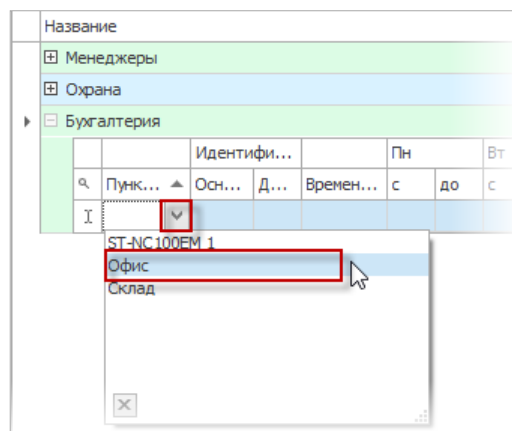 Название
Менеджеры
Охрана
Бухгалтерия
Идентифи... Пн Вт
Пунк... Осн... Д... Времен... с до с
ST-NC100EM 1
Офис
Склад